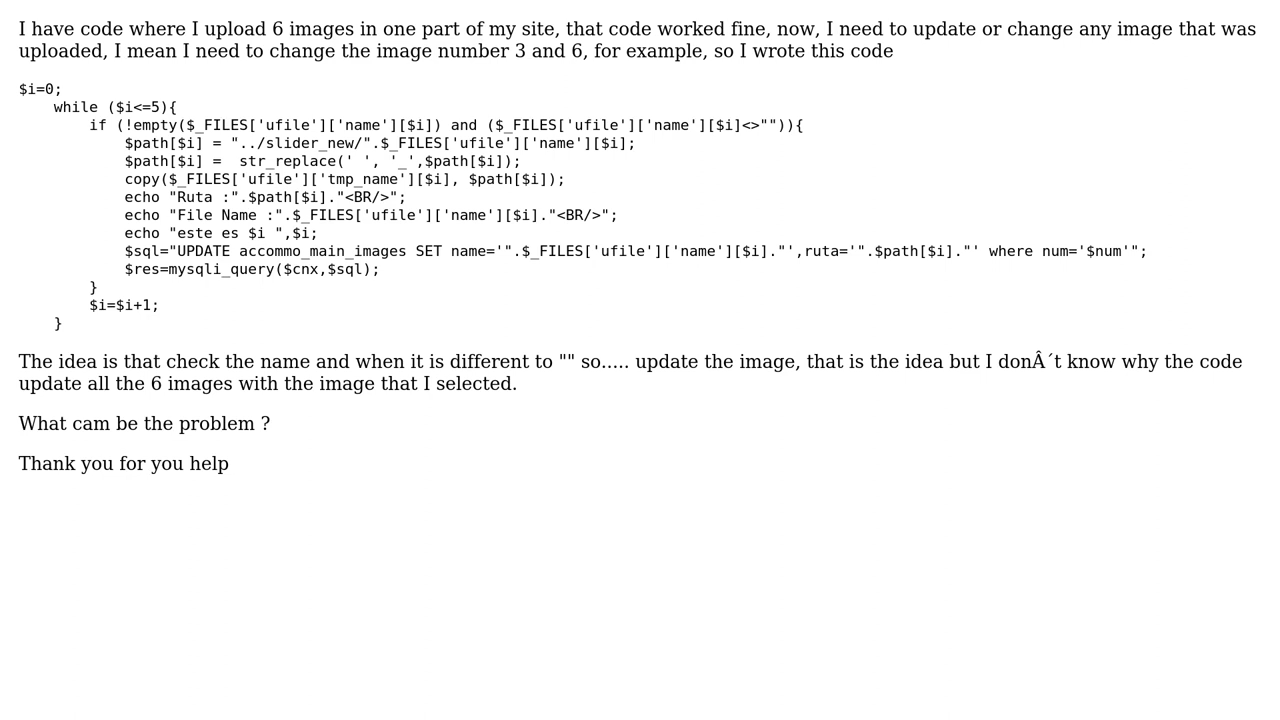 I have code where I upload 6 images in one part of my site, that code worked fine, now, I need to update or change any image that was
uploaded, I mean I need to change the image number 3 and 6, for example, so I wrote this code
$i=0;
    while ($i<=5){
        if (!empty($_FILES['ufile']['name'][$i]) and ($_FILES['ufile']['name'][$i]<>"")){
            $path[$i] = "../slider_new/".$_FILES['ufile']['name'][$i];
            $path[$i] =  str_replace(' ', '_',$path[$i]);
            copy($_FILES['ufile']['tmp_name'][$i], $path[$i]);
            echo "Ruta :".$path[$i]."<BR/>";
            echo "File Name :".$_FILES['ufile']['name'][$i]."<BR/>";
            echo "este es $i ",$i;
            $sql="UPDATE accommo_main_images SET name='".$_FILES['ufile']['name'][$i]."',ruta='".$path[$i]."' where num='$num'";
            $res=mysqli_query($cnx,$sql);
        }
        $i=$i+1;
    }
The idea is that check the name and when it is different to "" so..... update the image, that is the idea but I donÂ´t know why the code
update all the 6 images with the image that I selected.
What cam be the problem ?
Thank you for you help